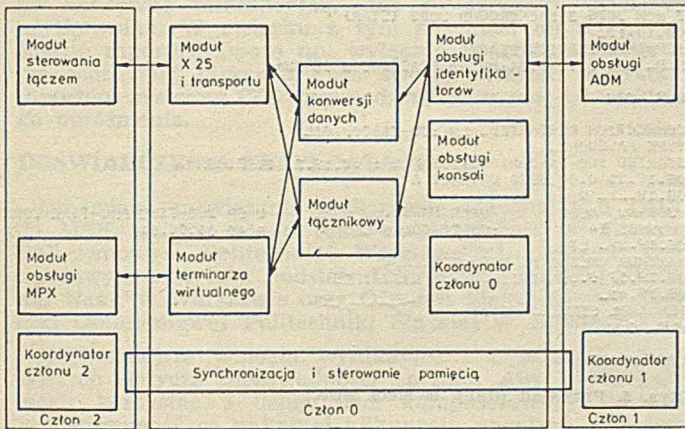 Moduł
sterowania
łączem
Moduł
X 25
i transportu
Moduł
konwersji
danych
Moduł
obsługi
identyfika -
torów
Moduł
obsługi
ADM
Moduł
obsługi
konsoli
Moduł
łącznikowy
Moduł
obsługi
MPX
Moduł
terminarza
wirtualnego
Koordynator
członu 0
Koordynator
członu 2
Synchronizacja i sterowanie pamięcią
Koordynator
członu 1
Człon 2
Człon 0
Człon 1